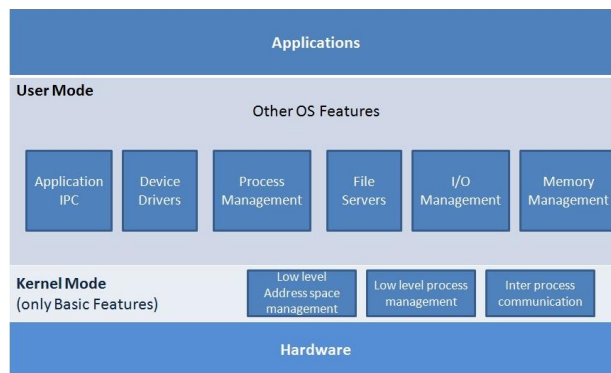 Applications
User Mode
Other OS Features
Application
IPC
Device
Drivers
Process
Management
File
Servers
I/O
Management
Memory
Management
Kernel Mode
(only Basic Features)
Low level
Address space
management
Low level process
management
Inter process
communication
Hardware